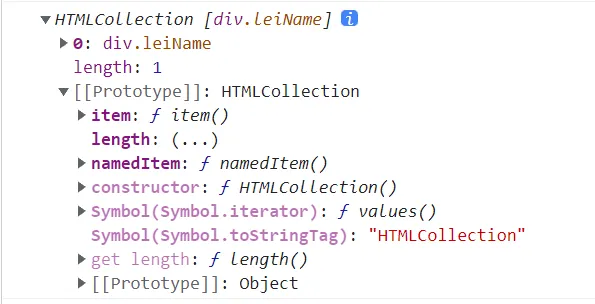 HTMLCollection [div.leiName] i
0: div.leiName
length: 1
[[Prototype]]: HTMLCollection
item: ƒ item()
length: (...)
namedItem: ƒ namedItem()
constructor: ƒ HTMLCollection()
Symbol(Symbol.iterator): ƒ values()
Symbol(Symbol.toStringTag): "HTMLCollection"
get length: ƒ length()
[[Prototype]]: Object